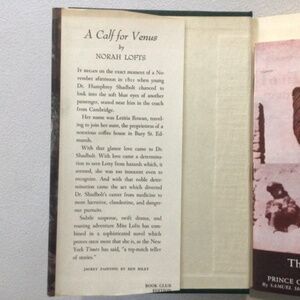 A Calf for Venus
by
NORAH LOFTS
IT BEGAN on the exact moment of a No-
vember afternoon in 1811 when young
Dr. Humphrey Shadbolt chanced to
look into the soft blue eyes of another
passenger, seated near him in the coach
from Cambridge.
Her name was Letitia Rowan, travel-
ing to join her aunt, the proprietress of a
notorious coffee house in Bury St. Ed-
munds.
With that glance love came to Dr.
Shadbolt. With love came a determina-
tion to save Letty from hazards which, it
seemed, she was too innocent even to
recognize. And with that noble deter-
mination came the act which diverted
Dr. Shadbolt's career from medicine to
most lucrative, clandestine, and danger-
ous pursuits.
Subtle suspense, swift drama, and
roaring adventure Miss Lofts has com-
bined in a sophisticated novel which
proves once more that she is, as the New
York Times has said, "a top-notch teller
of stories."
JACKET PAINTING BY BEN WRAY
BOOK CLUB
EDITION
Th
PRINCE O
By SAMUEL